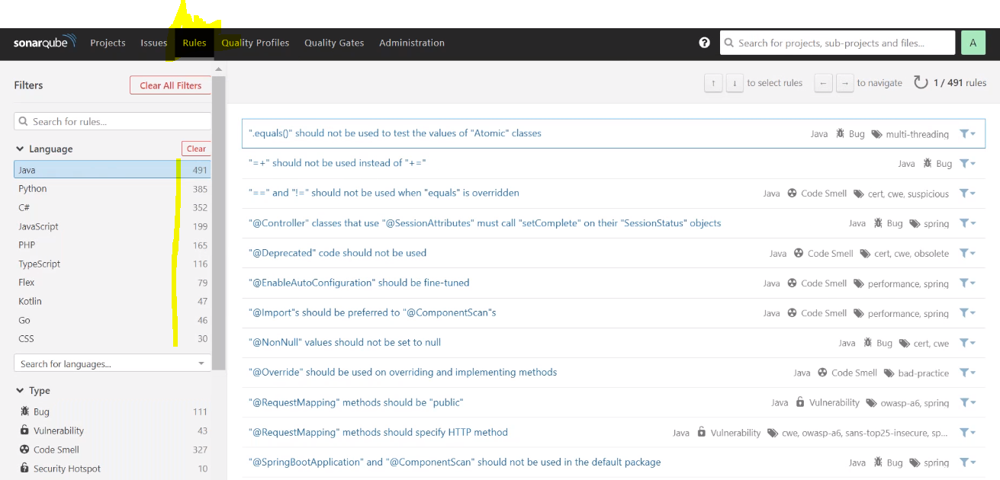 sonarqube Projects Issues Rules Quality Profiles Quality Gates Administration ? Search for projects, sub-projects and files... A
Filters Clear All Filters
↑ ↓ to select rules ← → to navigate 1 / 491 rules
Search for rules...
Language Clear
Java 491
Python 385
C# 352
JavaScript 199
PHP 165
TypeScript 116
Flex 79
Kotlin 47
Go 46
CSS 30
Search for languages...
Type
Bug 111
Vulnerability 43
Code Smell 327
Security Hotspot 10
".equals()" should not be used to test the values of "Atomic" classes Java Bug multi-threading
"=+" should not be used instead of "+=" Java Bug
"==" and "!=" should not be used when "equals" is overridden Java Code Smell cert, cwe, suspicious
"@Controller" classes that use "@SessionAttributes" must call "setComplete" on their "SessionStatus" objects Java Bug spring
"@Deprecated" code should not be used Java Code Smell cert, cwe, obsolete
"@EnableAutoConfiguration" should be fine-tuned Java Code Smell performance, spring
"@Import"s should be preferred to "@ComponentScan"s Java Code Smell performance, spring
"@NonNull" values should not be set to null Java Bug cert, cwe
"@Override" should be used on overriding and implementing methods Java Code Smell bad-practice
"@RequestMapping" methods should be "public" Java Vulnerability owasp-a6, spring
"@RequestMapping" methods should specify HTTP method Java Vulnerability cwe, owasp-a6, sans-top25-insecure, sp...
"@SpringBootApplication" and "@ComponentScan" should not be used in the default package Java Bug spring